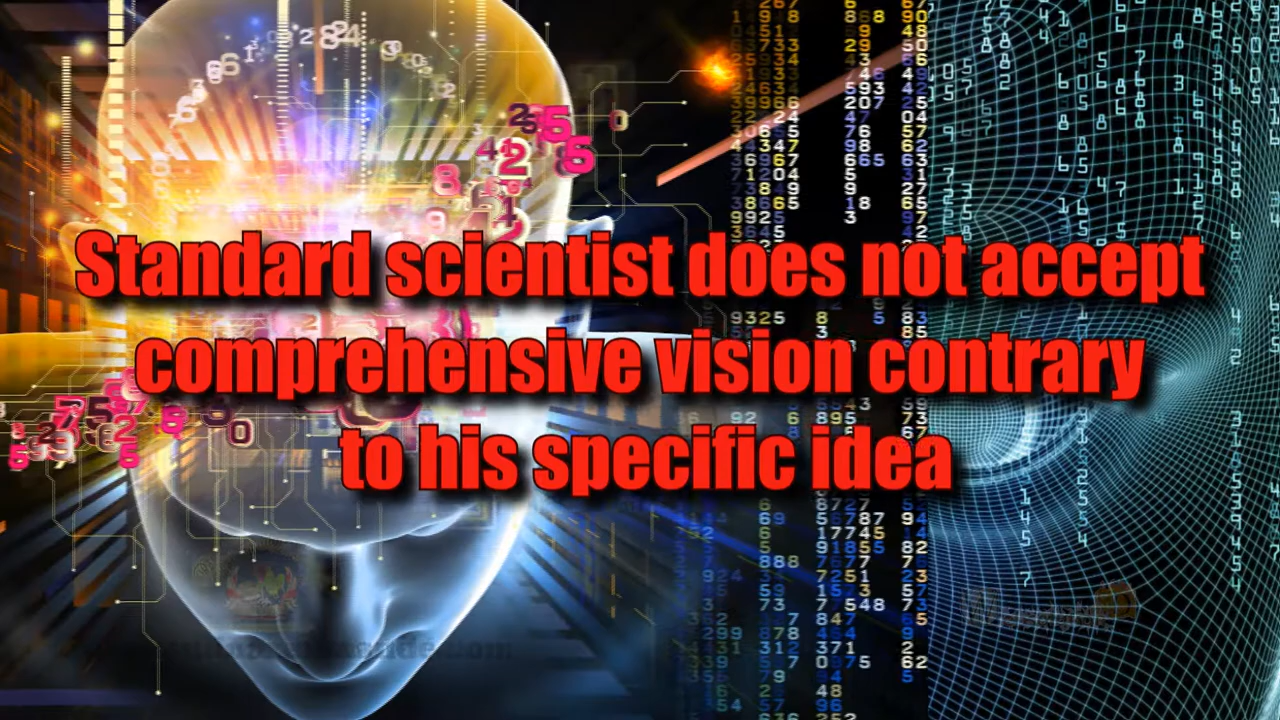 Standard scientist does not accept
comprehensive vision contrary
to his specific idea